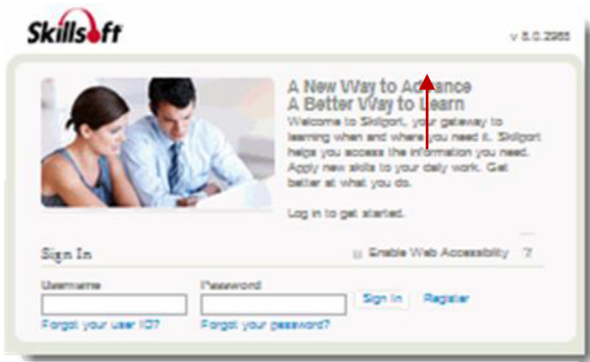 Skillsoft
v 8.0.2965
A New Way to Advance
A Better Way to Learn
Welcome to Skillport, your gateway to
learning when and where you need it. Skillport
helps you access the information you need.
Apply new skills to your daily work. Get
better at what you do.
Log in to get started.
Sign In
Enable Web Accessibility ?
Username
Password
Sign In Register
Forgot your user ID? Forgot your password?